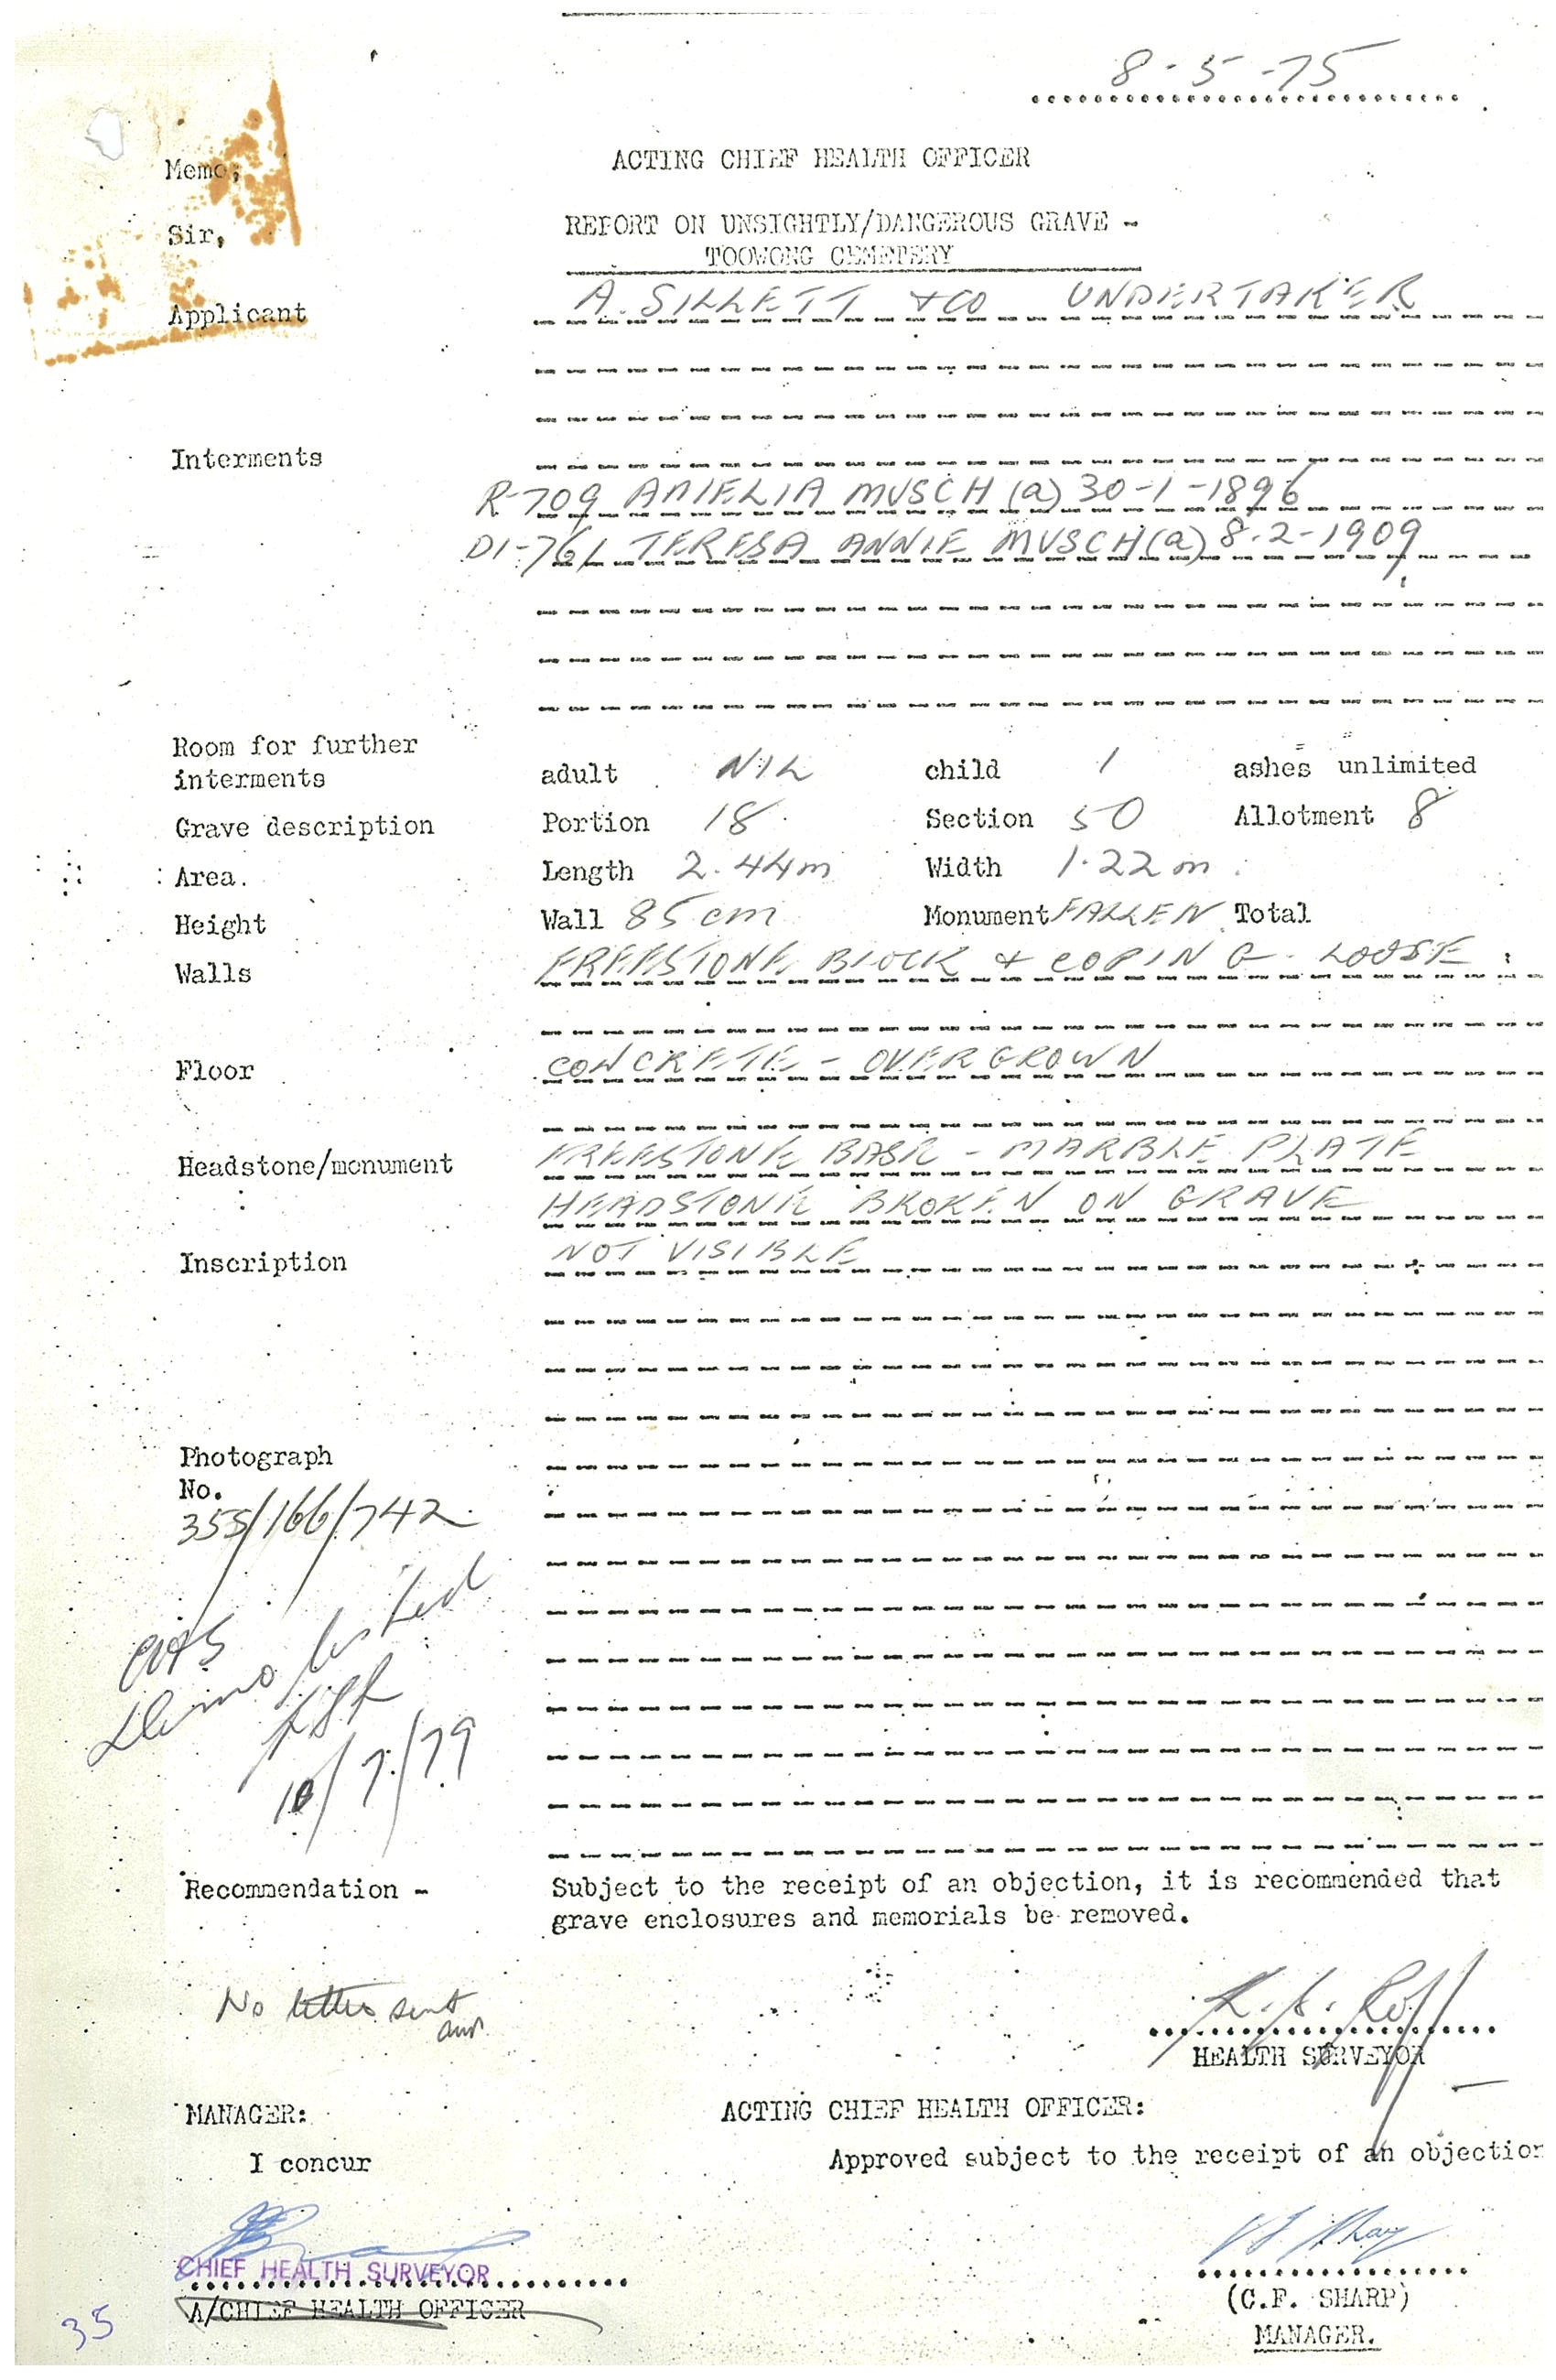 8-5-75
ACTING CHIEF HEALTH OFFICER
Memo;
REPORT ON UNSIGHTLY/DANGEROUS GRAVE -
Sir,
TOOWONG CEMETERY
Applicant A. SILLETT & CO UNDERTAKER
Interments
R-709 AMELIA MUSCH (a) 30-1-1896
D1-761 TERESA ANNIE MUSCH (a) 8.2-1909
Room for further
interments adult NIL child 1 ashes unlimited
Grave description Portion 18 Section 50 Allotment 8
Area. Length 2.44m Width 1.22m
Height Wall 85cm Monument FALLEN Total
Walls FREESTONE BLOCK & COPING - LOOSE
Floor CONCRETE - OVERGROWN
Headstone/monument FREESTONE BASE - MARBLE PLATE
HEADSTONE BROKEN ON GRAVE
Inscription NOT VISIBLE
Photograph
No.
355/166/742
Demolished
10/7/79
Recommendation - Subject to the receipt of an objection, it is recommended that
grave enclosures and memorials be removed.
No letter sent
HEALTH SURVEYOR
MANAGER: ACTING CHIEF HEALTH OFFICER:
I concur Approved subject to the receipt of an objection
CHIEF HEALTH SURVEYOR
A/CHIEF HEALTH OFFICER
(C.F. SHARP)
MANAGER.
35